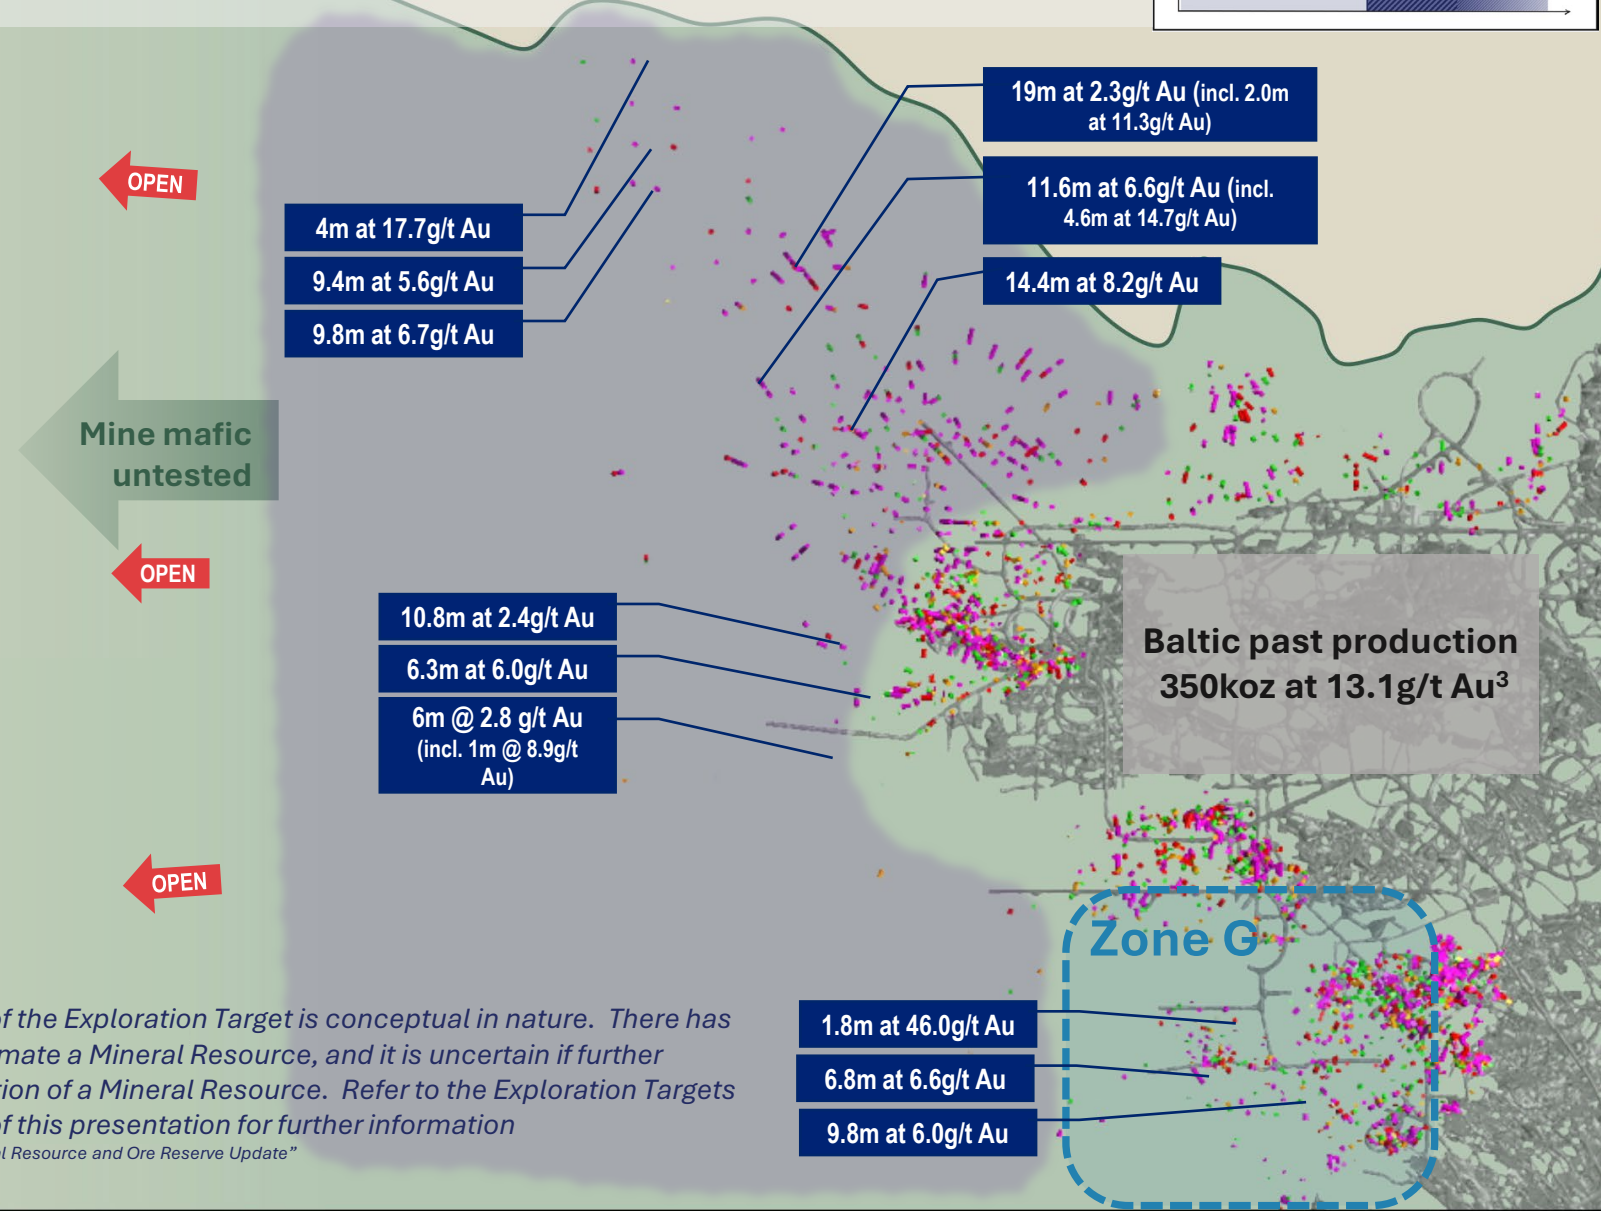 19m at 2.3g/t Au (incl. 2.0m
at 11.3g/t Au)
OPEN
11.6m at 6.6g/t Au (incl.
4.6m at 14.7g/t Au)
4m at 17.7g/t Au
9.4m at 5.6g/t Au
14.4m at 8.2g/t Au
9.8m at 6.7g/t Au
Mine mafic
untested
OPEN
10.8m at 2.4g/t Au
6.3m at 6.0g/t Au
6m @ 2.8 g/t Au
(incl. 1m @ 8.9g/t
Au)
Baltic past production
350koz at 13.1g/t Au³
OPEN
Zone G
1.8m at 46.0g/t Au
6.8m at 6.6g/t Au
9.8m at 6.0g/t Au
of the Exploration Target is conceptual in nature. There has
mate a Mineral Resource, and it is uncertain if further
tion of a Mineral Resource. Refer to the Exploration Targets
of this presentation for further information
l Resource and Ore Reserve Update”